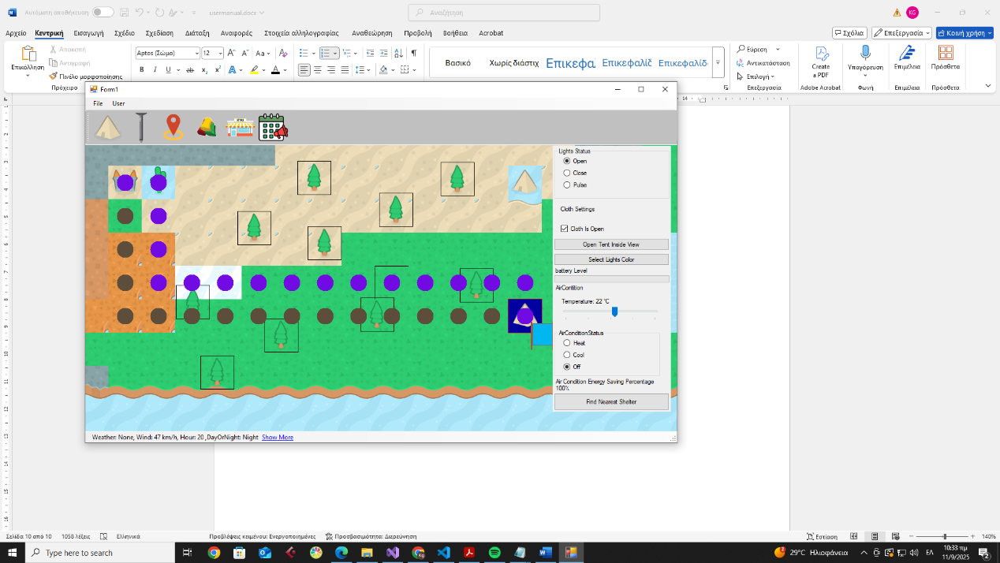 Αυτόματη αποθήκευση
usermanual.docx
Αναζήτηση
KG
Αρχείο Κεντρική Εισαγωγή Σχέδιο Σχεδίαση Διάταξη Αναφορές Στοιχεία αλληλογραφίας Αναθεώρηση Προβολή Βοήθεια Acrobat
Σχόλια Επεξεργασία Κοινή χρήση
Επικόλληση
Αποκοπή
Αντιγραφή
Πινέλο μορφοποίησης
Πρόχειρο
Aptos (Σώμα) 12
Βασικό Χωρίς διάστιχ Επικεφα. Επικεφαλίδ Επικεφαλίδα
Εύρεση
Αντικατάσταση
Επιλογή
Επεξεργασία
Create a PDF
Adobe Acrobat
Υπαγόρευση
Φωνή
Επιμέλεια
Επιμέλεια
Πρόσθετα
Πρόσθετα
Form1
File User
Lights Status
Open
Close
Pulse
Cloth Settings
Cloth Is Open
Open Tent Inside View
Select Lights Color
battery Level
AirContition
Temperature: 22 °C
AirConditionStatus
Heat
Cool
Off
Air Condition Energy Saving Percentage
100%
Find Nearest Shelter
Weather: None, Wind: 47 km/h, Hour: 20 ,DayOrNight: Night Show More
Σελίδα 10 από 10 1058 λέξεις Ελληνικά Προβλέψεις κειμένου: Ενεργοποιημένες Προσβασιμότητα: Διερεύνηση Εστίαση 140%
Type here to search
29°C Ηλιοφάνεια ΕΛ
10:33 πμ
11/9/2025